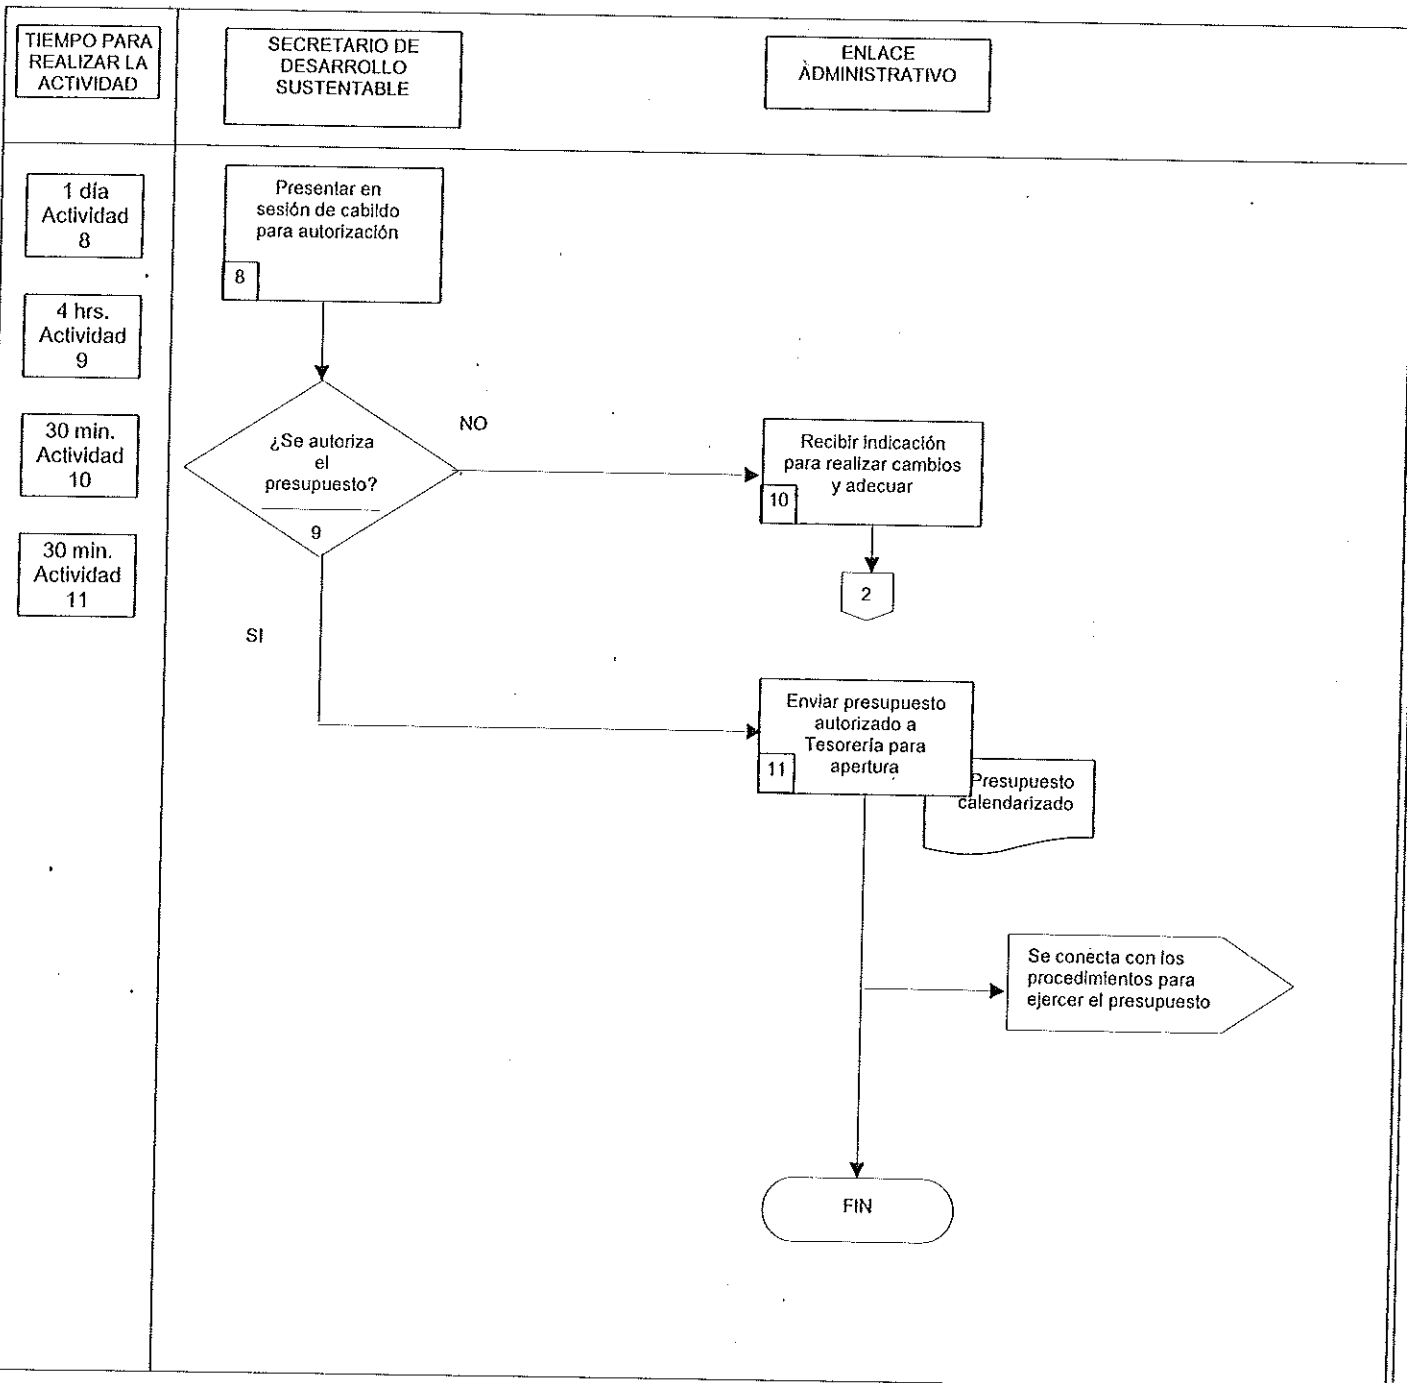 TIEMPO PARA
REALIZAR LA
ACTIVIDAD
SECRETARIO DE
DESARROLLO
SUSTENTABLE
ENLACE
ADMINISTRATIVO
1 día
Actividad
8
4 hrs.
Actividad
9
30 min.
Actividad
10
30 min.
Actividad
11
Presentar en
sesión de cabildo
para autorización
8
¿Se autoriza
el
presupuesto?
9
NO
Recibir indicación
para realizar cambios
y adecuar
10
2
SI
Enviar presupuesto
autorizado a
Tesorería para
apertura
11
Presupuesto
calendarizado
Se conecta con los
procedimientos para
ejercer el presupuesto
FIN